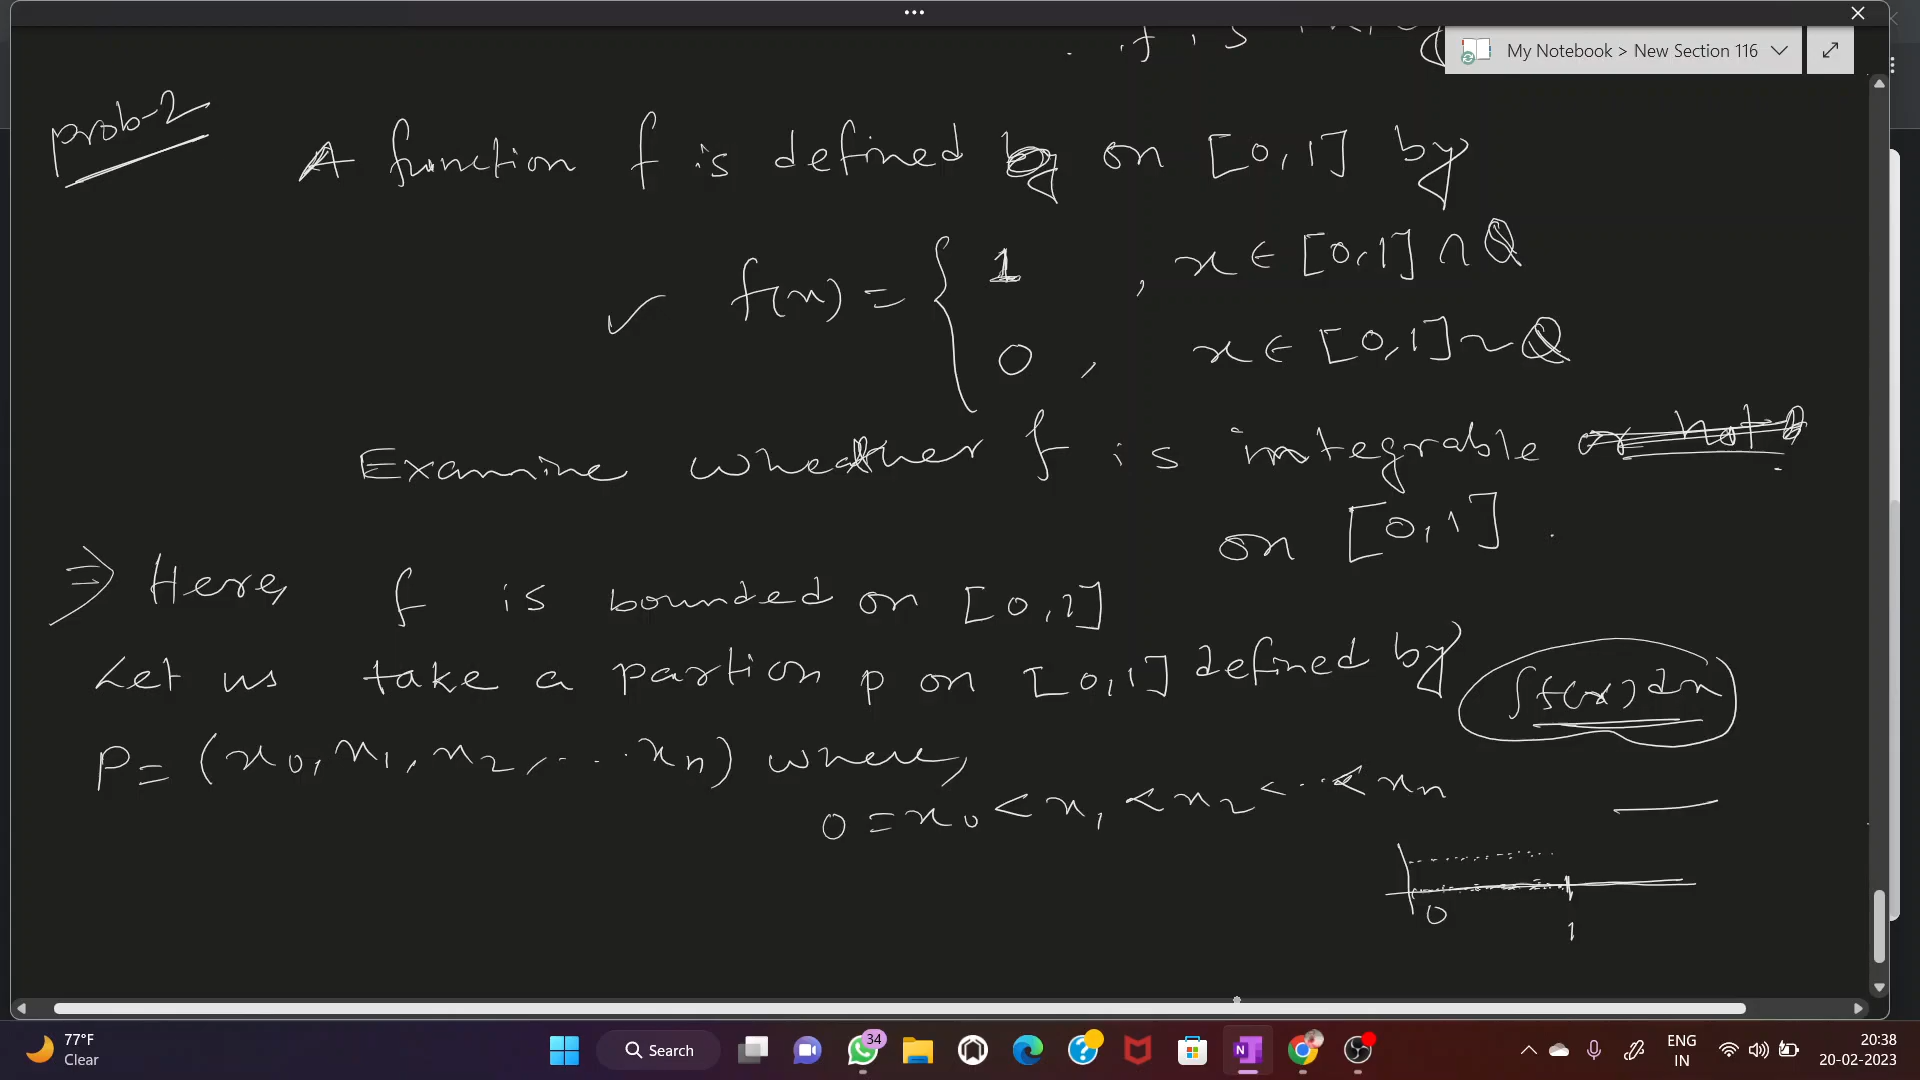 ...
My Notebook > New Section 116
f is
prob-2
A function f is defined on [0,1] by
f(x) = { 1 , x ∈ [0,1] ∩ Q
0 , x ∈ [0,1] ~ Q
Examine whether f is integrable or not
on [0,1] .
⇒ Here, f is bounded on [0,1]
Let us take a partion p on [0,1] defined by
∫f(x) dx
P = (x0, x1, x2, ... xn) where,
0 = x0 < x1 < x2 < ... < xn
0
1
77°F
Clear
Search
34
ENG
IN
20:38
20-02-2023